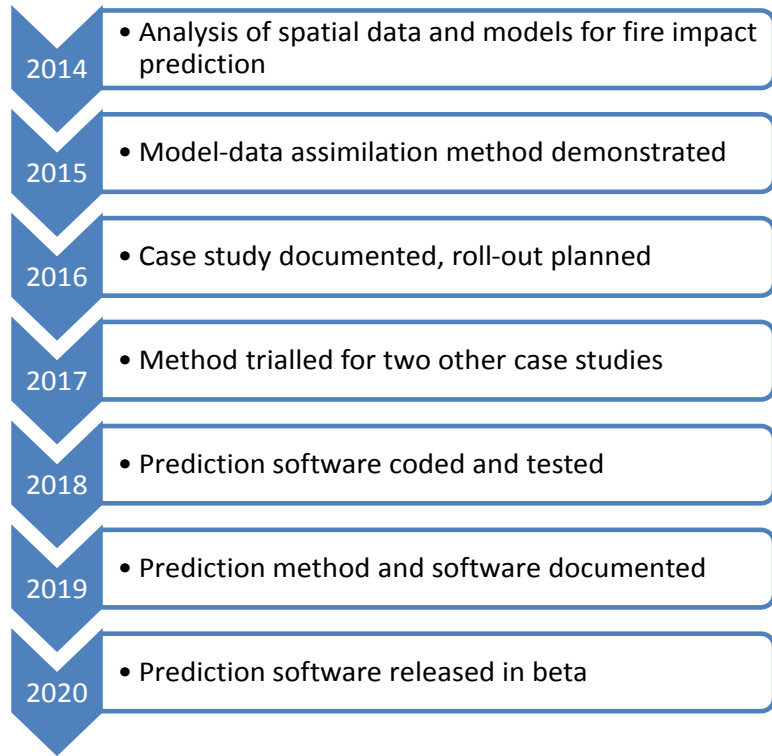 2014
• Analysis of spatial data and models for fire impact
prediction
2015
• Model-data assimilation method demonstrated
2016
• Case study documented, roll-out planned
2017
• Method trialled for two other case studies
2018
• Prediction software coded and tested
2019
• Prediction method and software documented
2020
• Prediction software released in beta